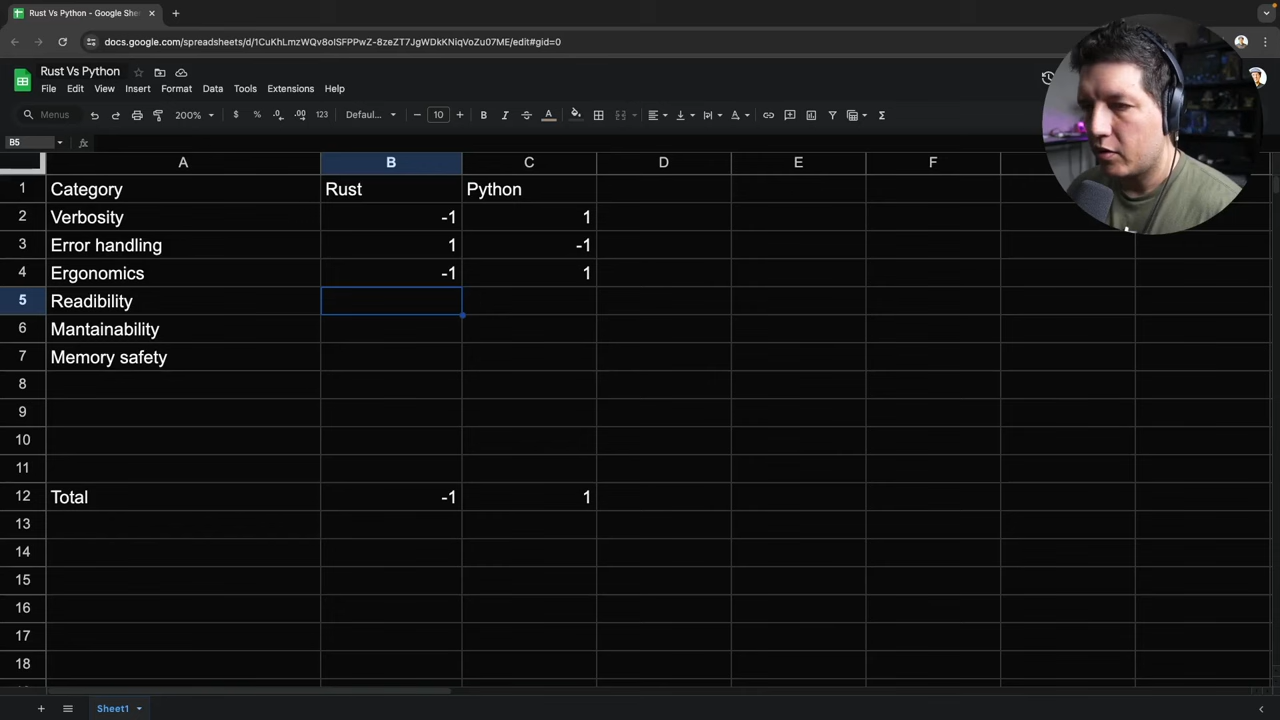 Rust Vs Python - Google She
docs.google.com/spreadsheets/d/1CuKhLmzWQv8oISFPPwZ-8zeZT7JgWDkKNiqVoZu07ME/edit#gid=0
Rust Vs Python
File Edit View Insert Format Data Tools Extensions Help
Menus 200% $ % .0 .00 123 Defaul... 10 B I A Σ
B5 fx
A B C D E F
1 Category Rust Python
2 Verbosity -1 1
3 Error handling 1 -1
4 Ergonomics -1 1
5 Readibility
6 Mantainability
7 Memory safety
8
9
10
11
12 Total -1 1
13
14
15
16
17
18
Sheet1